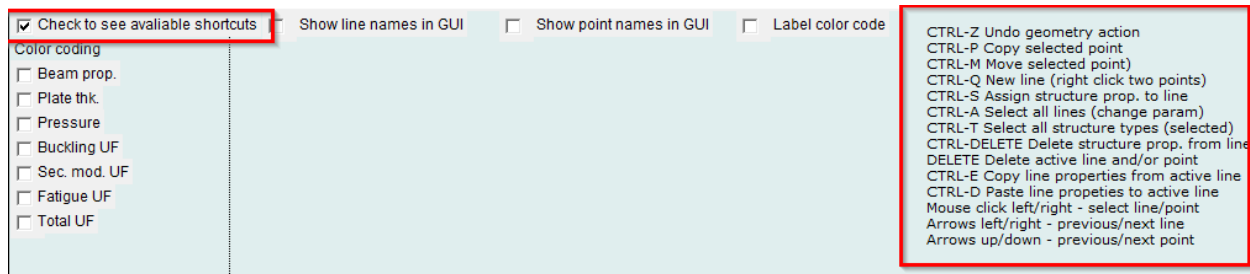 Check to see avaliable shortcuts
Show line names in GUI
Show point names in GUI
Label color code
Color coding
Beam prop.
Plate thk.
Pressure
Buckling UF
Sec. mod. UF
Fatigue UF
Total UF
CTRL-Z Undo geometry action
CTRL-P Copy selected point
CTRL-M Move selected point)
CTRL-Q New line (right click two points)
CTRL-S Assign structure prop. to line
CTRL-A Select all lines (change param)
CTRL-T Select all structure types (selected)
CTRL-DELETE Delete structure prop. from line
DELETE Delete active line and/or point
CTRL-E Copy line properties from active line
CTRL-D Paste line propeties to active line
Mouse click left/right - select line/point
Arrows left/right - previous/next line
Arrows up/down - previous/next point